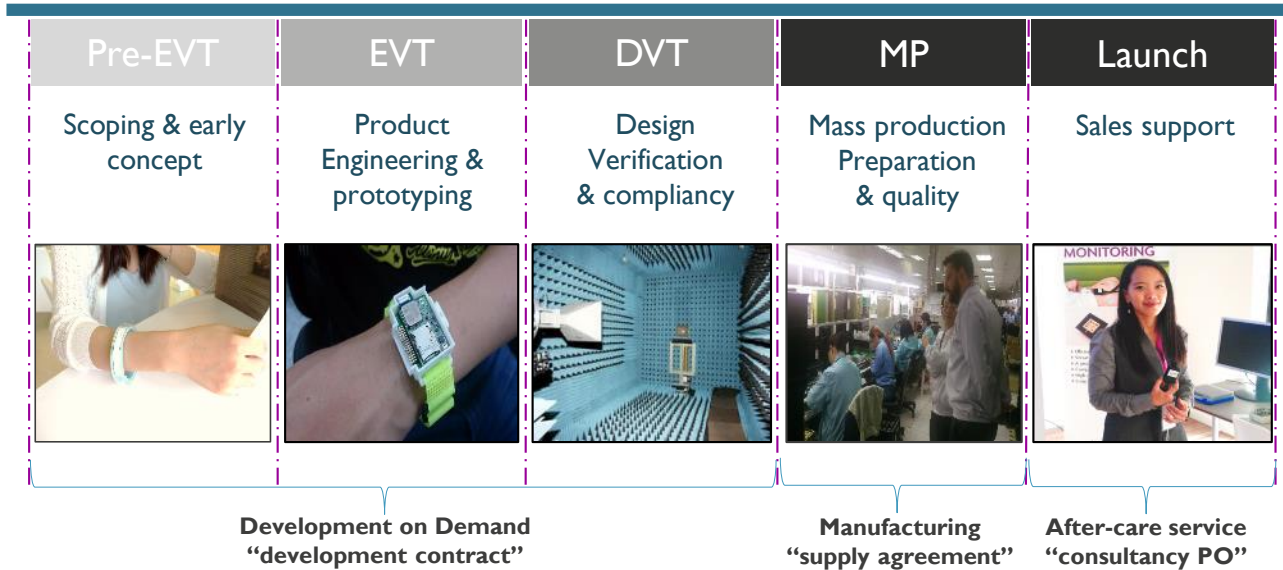 Pre-EVT
EVT
DVT
MP
Launch
Scoping & early
concept
Product
Engineering &
prototyping
Design
Verification
& compliancy
Mass production
Preparation
& quality
Sales support
MONITORING
Development on Demand
“development contract”
Manufacturing
“supply agreement”
After-care service
“consultancy PO”